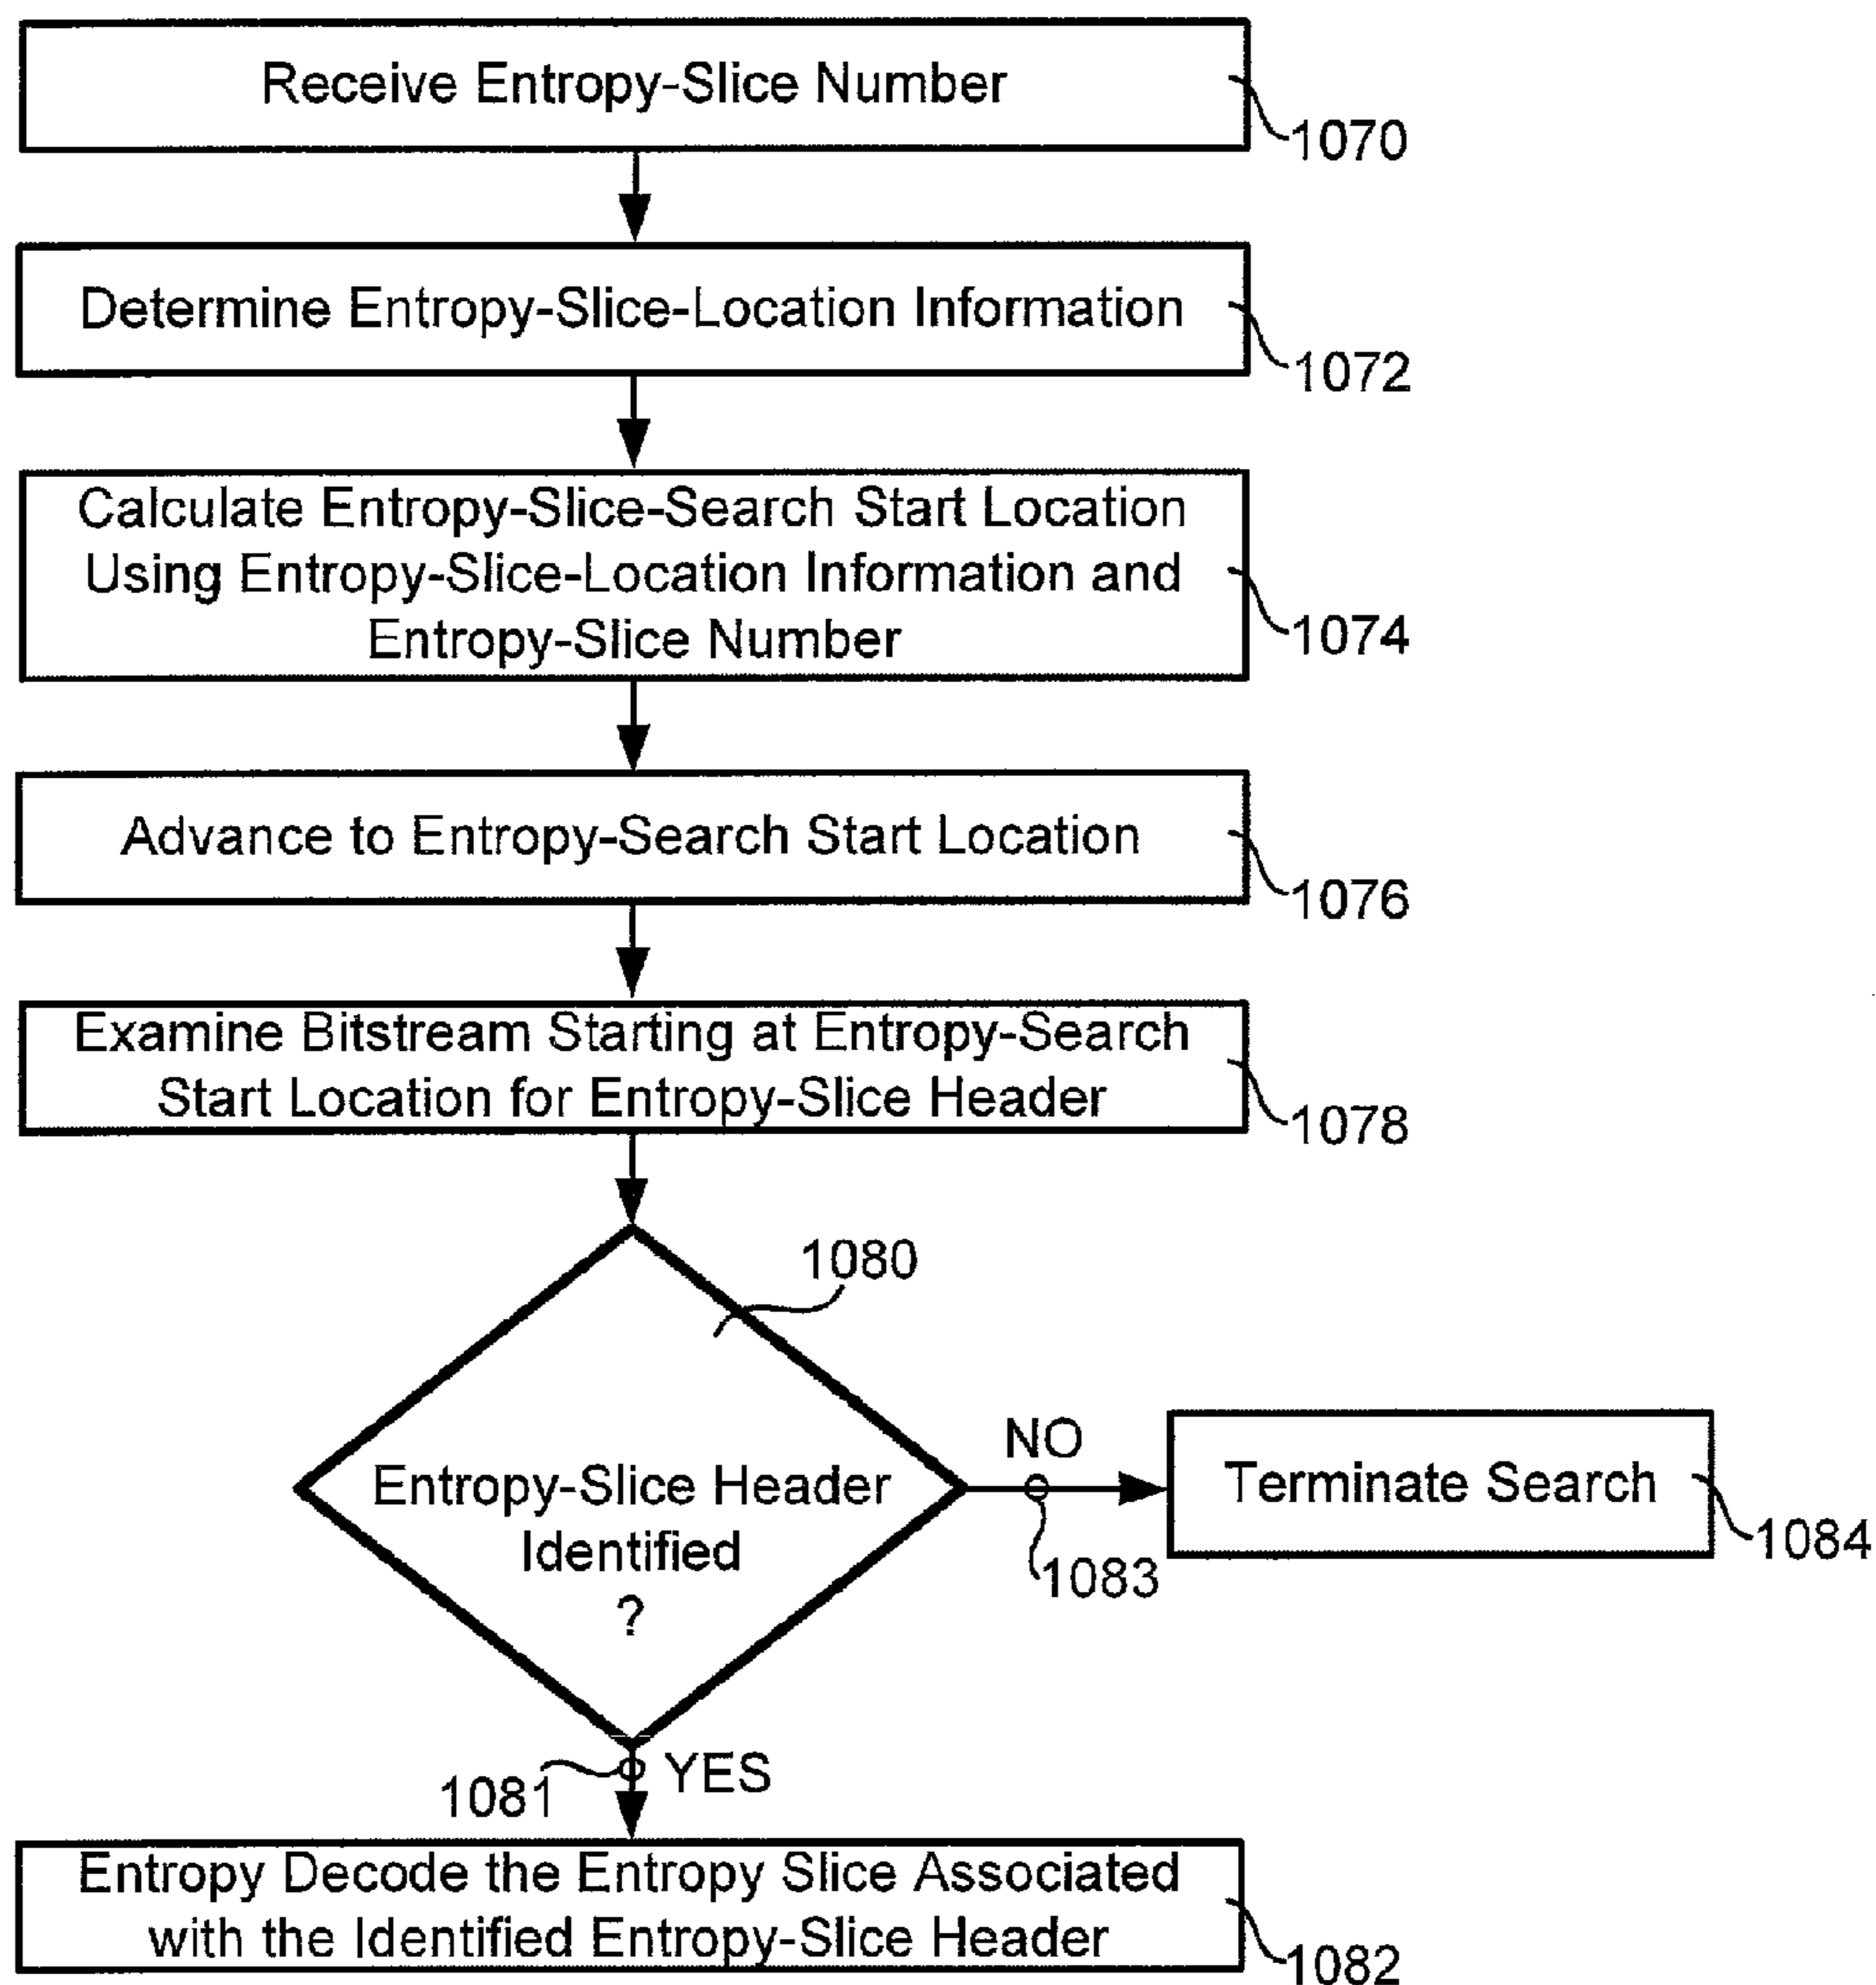 Receive Entropy-Slice Number
1070
Determine Entropy-Slice-Location Information
1072
Calculate Entropy-Slice-Search Start Location
Using Entropy-Slice-Location Information and
Entropy-Slice Number
1074
Advance to Entropy-Search Start Location
1076
Examine Bitstream Starting at Entropy-Search
Start Location for Entropy-Slice Header
1078
1080
Entropy-Slice Header
Identified
?
NO
1083
Terminate Search
1084
1081
YES
Entropy Decode the Entropy Slice Associated
with the Identified Entropy-Slice Header
1082